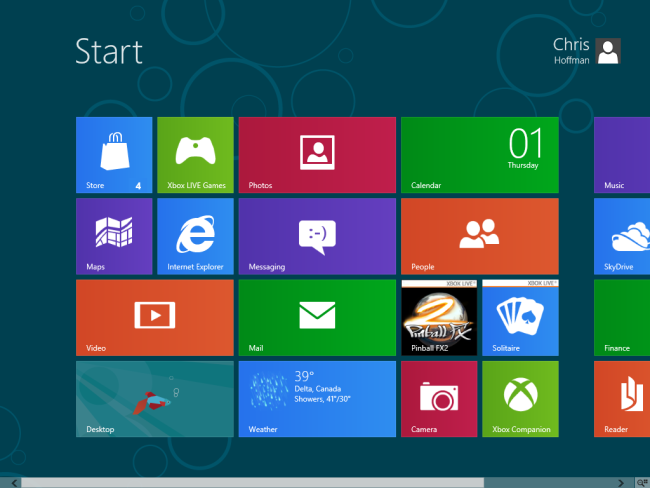 Start
Chris
Hoffman
Store 4
Xbox LIVE Games
Photos
Calendar
01
Thursday
Music
Maps
Internet Explorer
Messaging
People
SkyDrive
Video
Mail
XBOX LIVE
2
Pinball FX
Pinball FX2
XBOX LIVE
Solitaire
Finance
Desktop
39°
Delta, Canada
Showers, 41°/30°
Weather
Camera
Xbox Companion
Reader